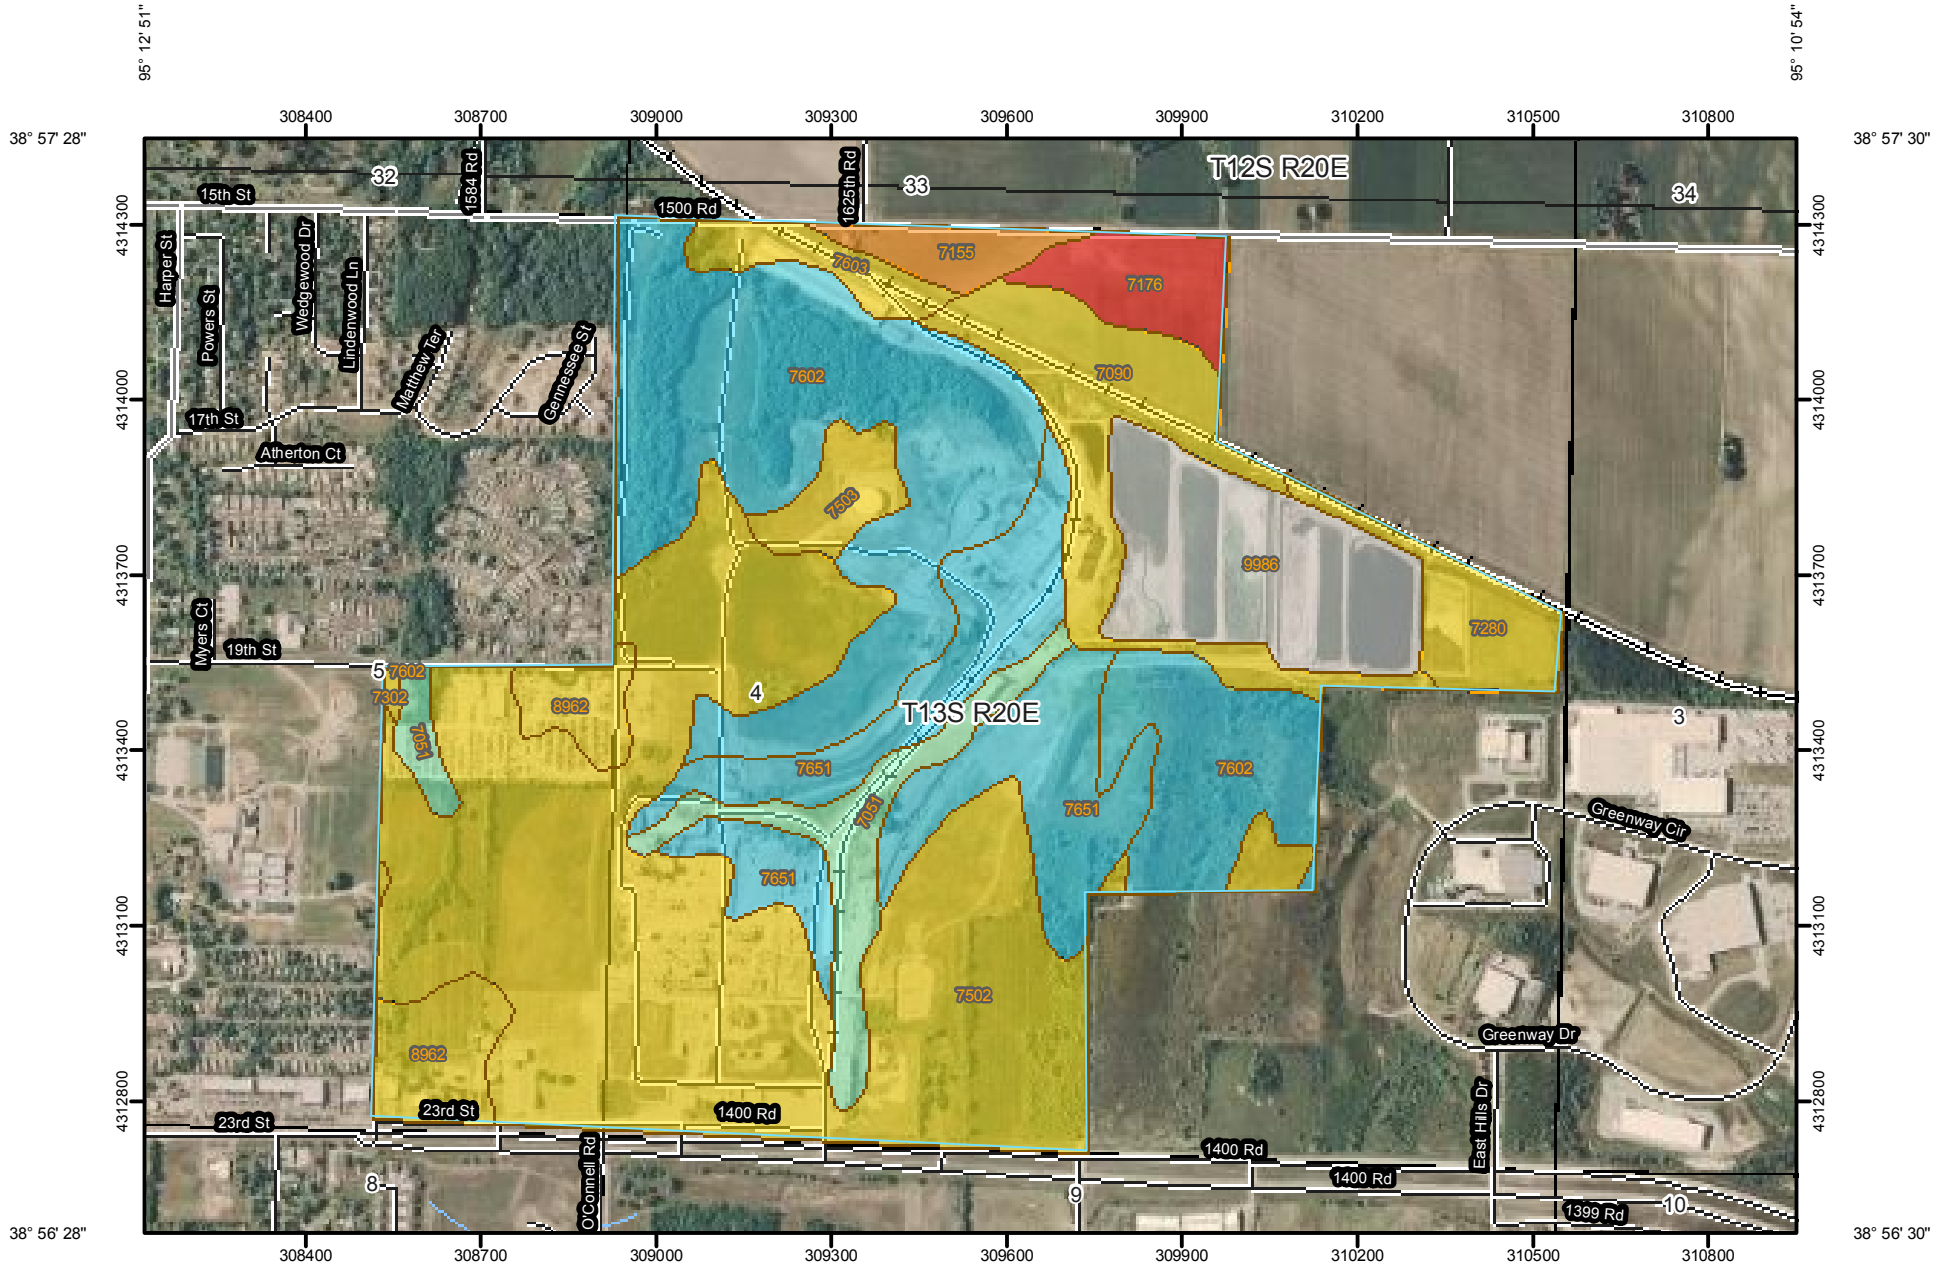 95° 12' 51"
95° 10' 54"
308400
308700
309000
309300
309600
309900
310200
310500
310800
38° 57' 28"
38° 57' 30"
T12S R20E
32
33
34
15th St
1584 Rd
1500 Rd
1625th Rd
4314300
4314300
Harper St
Powers St
Wedgewood Dr
Lindenwood Ln
Matthew Ter
Gennessee St
7603
7155
7176
7602
7090
4314000
4314000
17th St
Atherton Ct
7503
9986
4313700
4313700
Myers Ct
19th St
7280
5
7602
7302
7051
8962
4
T13S R20E
3
4313400
4313400
7651
7602
7051
7651
Greenway Cir
7651
4313100
4313100
7502
Greenway Dr
8962
4312800
4312800
23rd St
23rd St
1400 Rd
1400 Rd
1400 Rd
East Hills Dr
O'Connell Rd
8
9
10
1399 Rd
38° 56' 28"
38° 56' 30"
308400
308700
309000
309300
309600
309900
310200
310500
310800